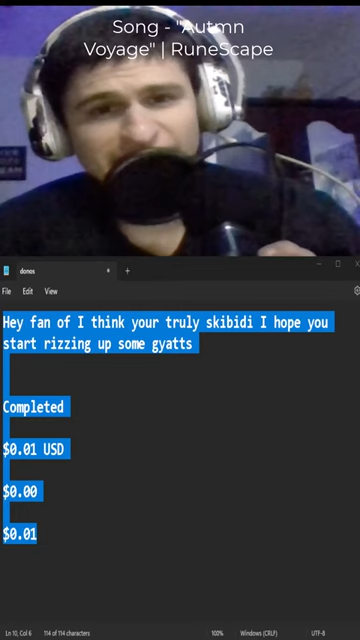 Song - "Autmn
Voyage" | RuneScape
donos
File Edit View
Hey fan of I think your truly skibidi I hope you
start rizzing up some gyatts
Completed
$0.01 USD
$0.00
$0.01
Ln 10, Col 6 114 of 114 characters 100% Windows (CRLF) UTF-8